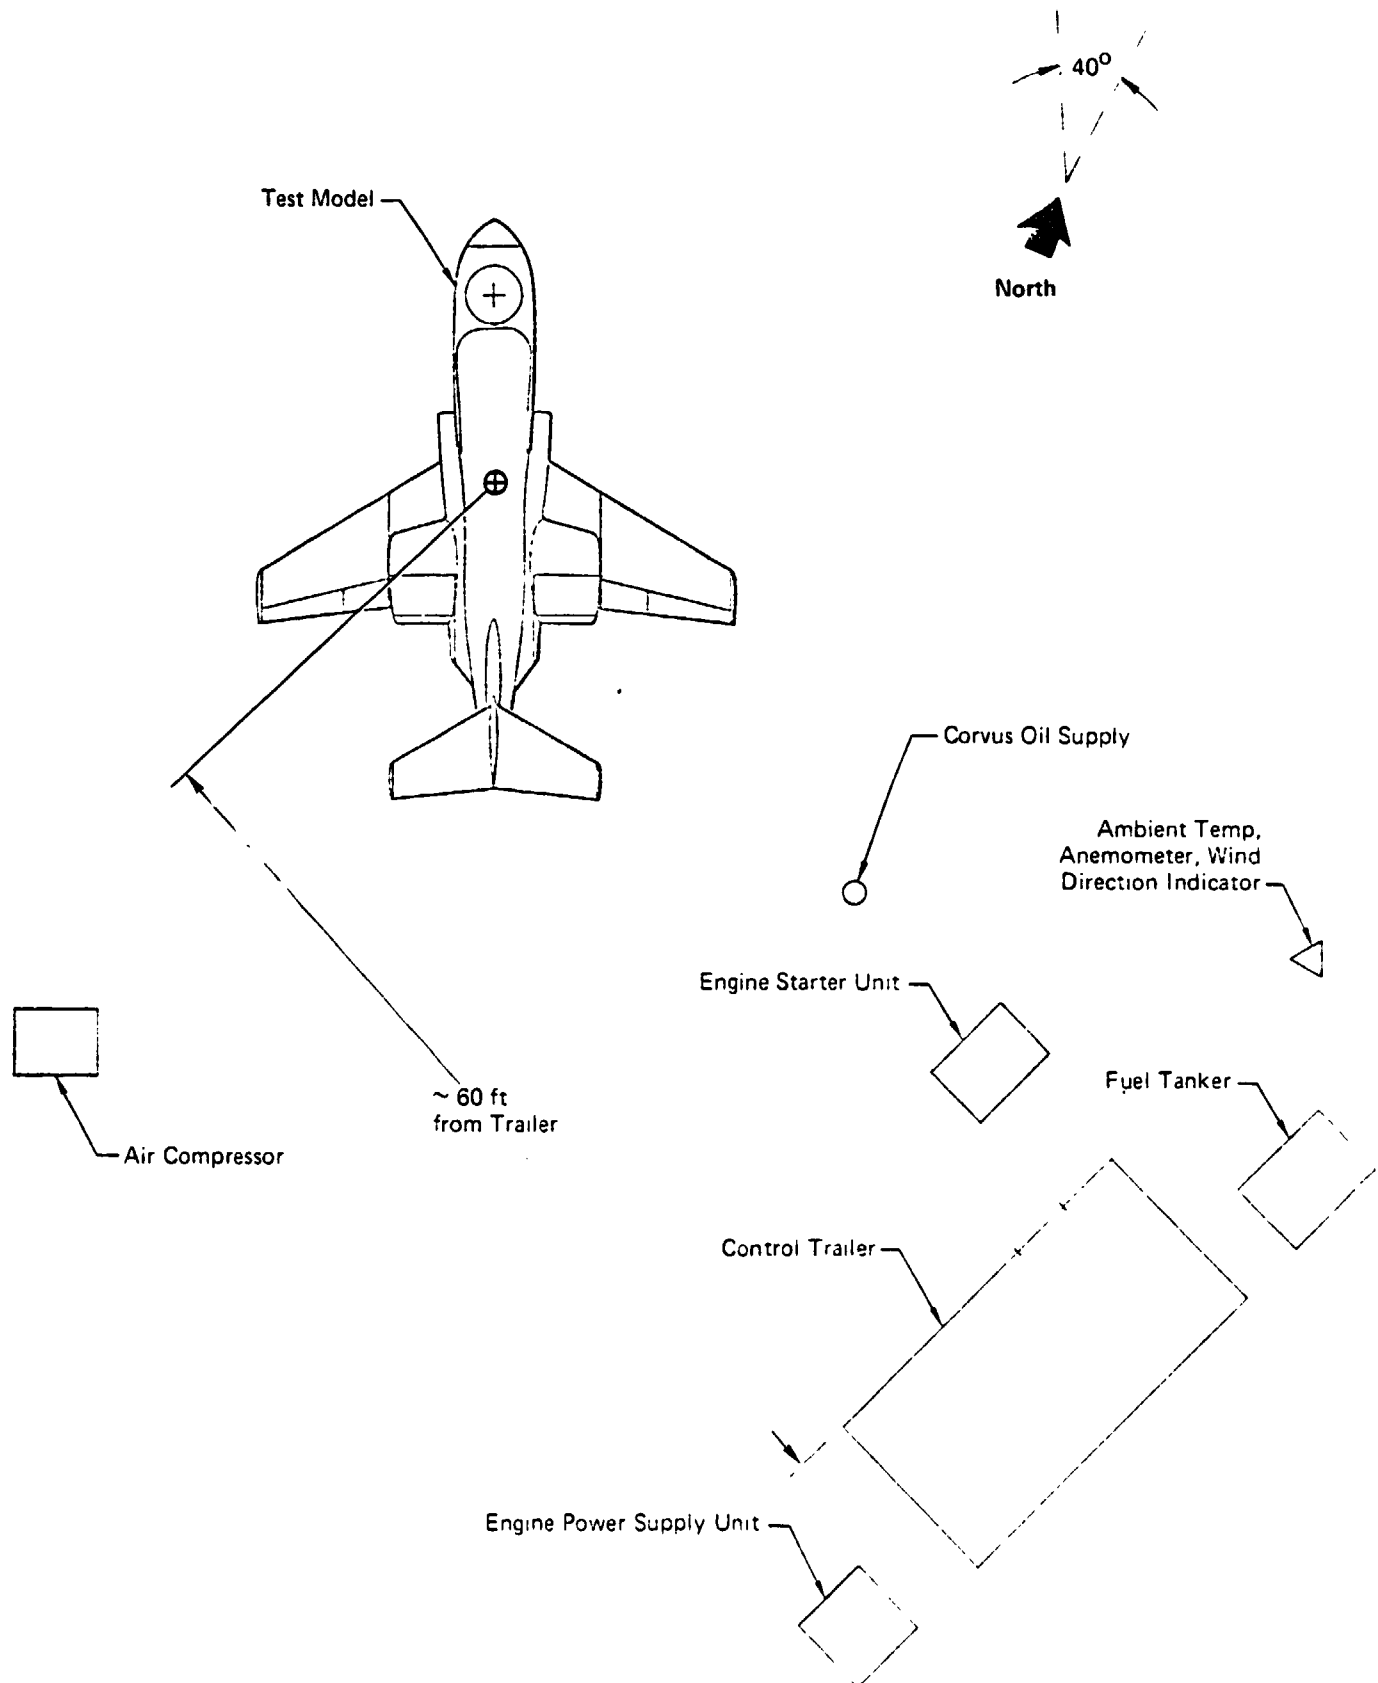 40°
Test Model
North
Corvus Oil Supply
Ambient Temp,
Anemometer, Wind
Direction Indicator
Engine Starter Unit
Fuel Tanker
~ 60 ft
from Trailer
Air Compressor
Control Trailer
Engine Power Supply Unit